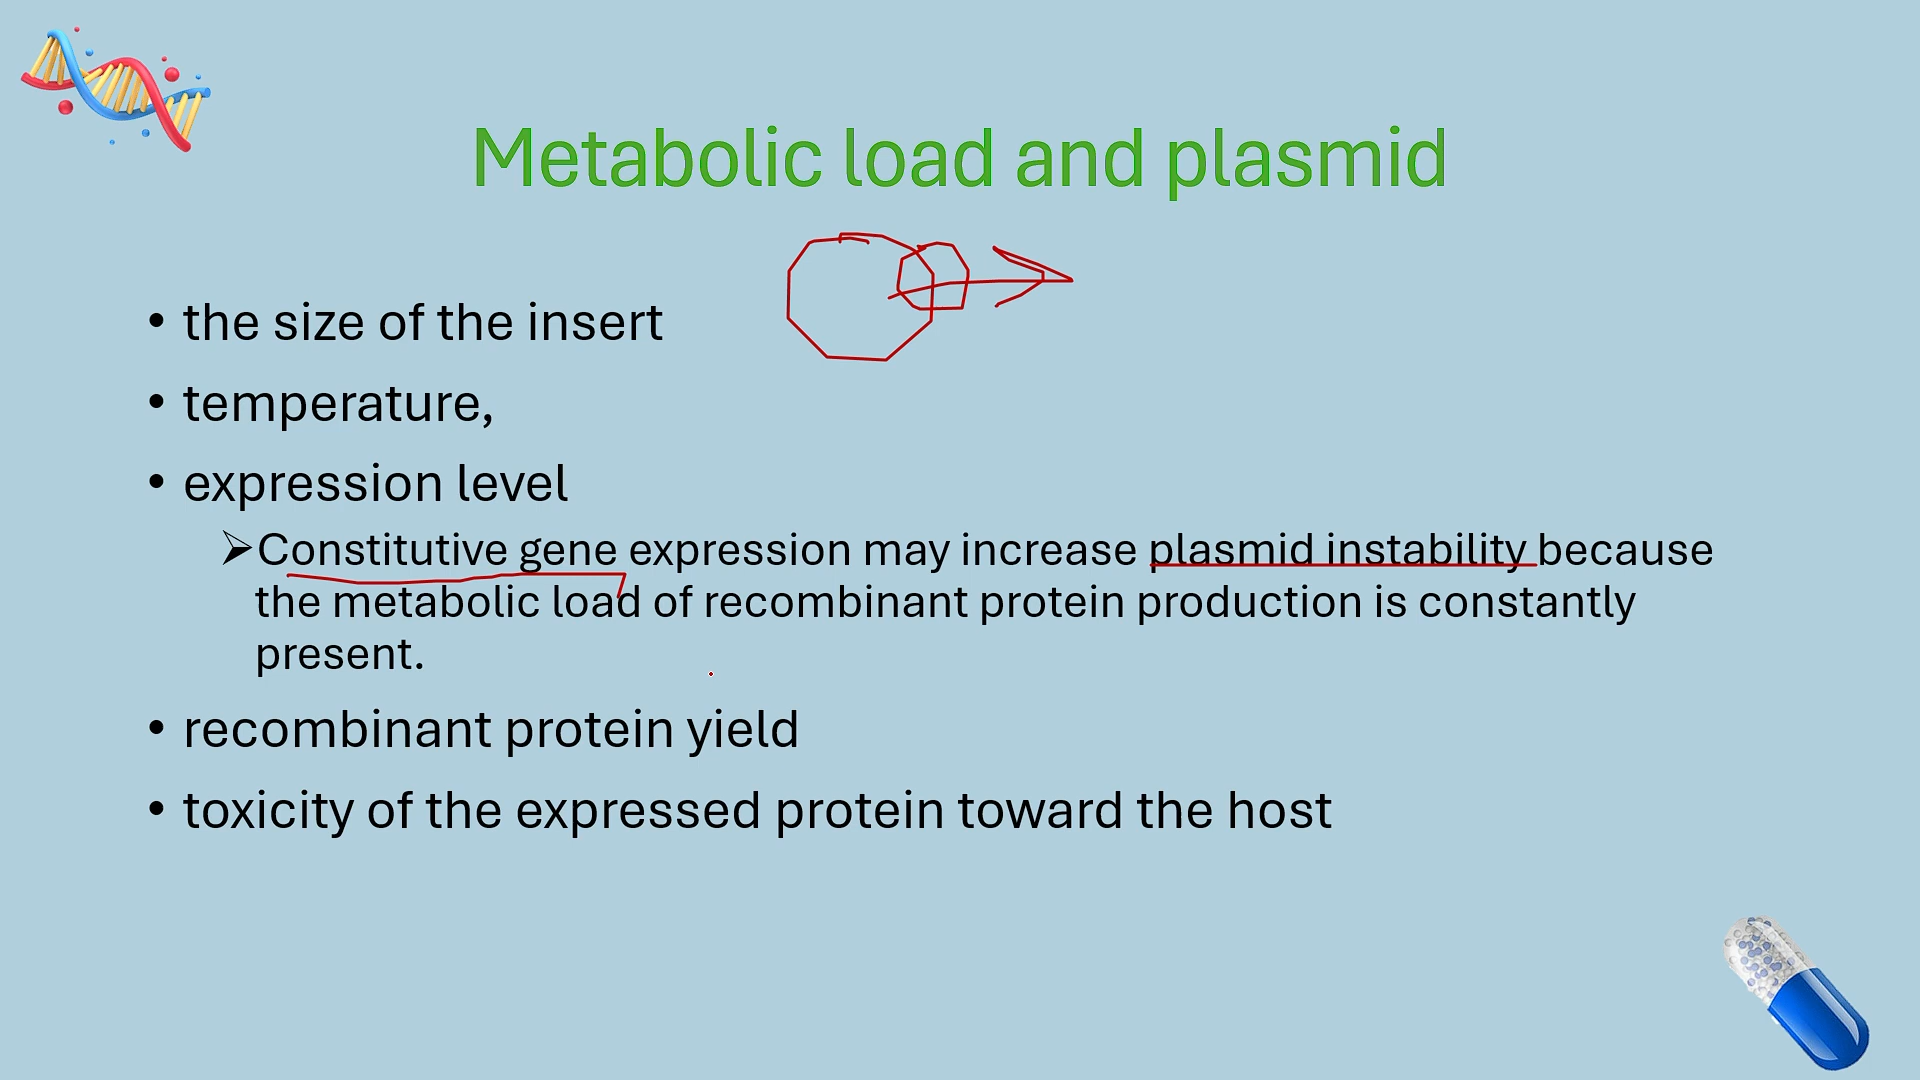 Metabolic load and plasmid
• the size of the insert
• temperature,
• expression level
➢Constitutive gene expression may increase plasmid instability because
the metabolic load of recombinant protein production is constantly
present.
• recombinant protein yield
• toxicity of the expressed protein toward the host